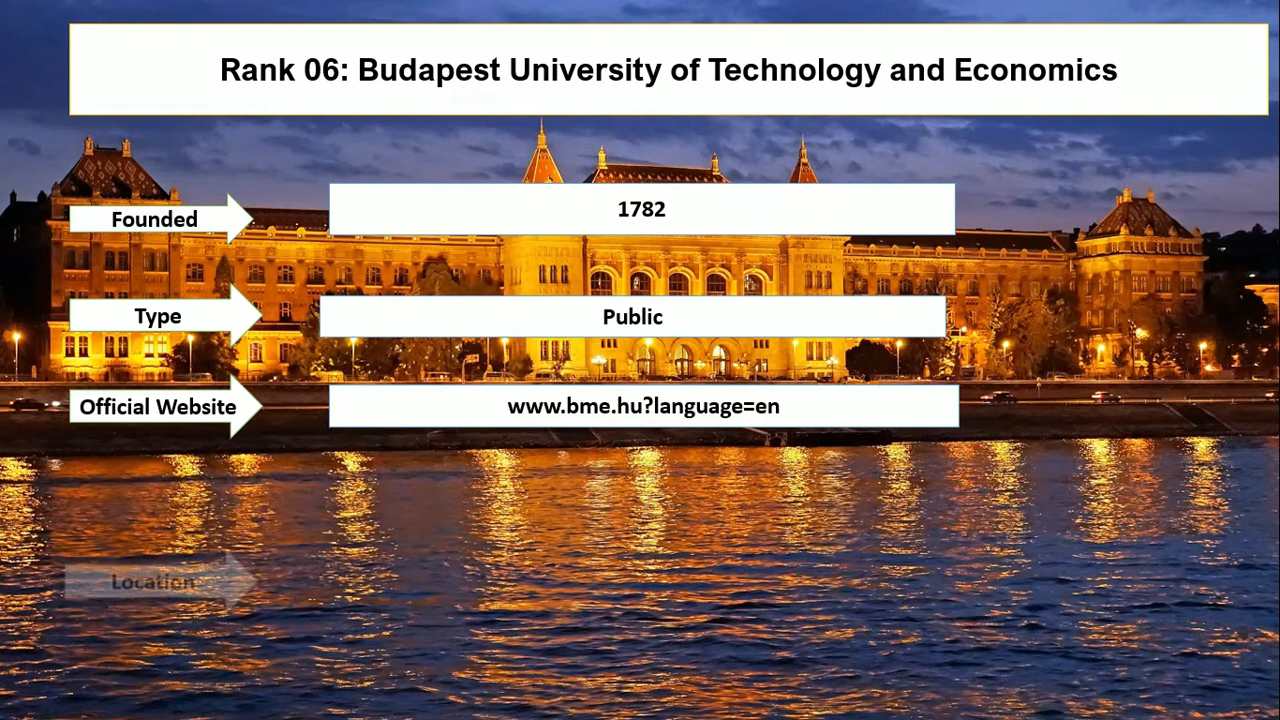 Rank 06: Budapest University of Technology and Economics
Founded
1782
Type
Public
Official Website
www.bme.hu?language=en
Location